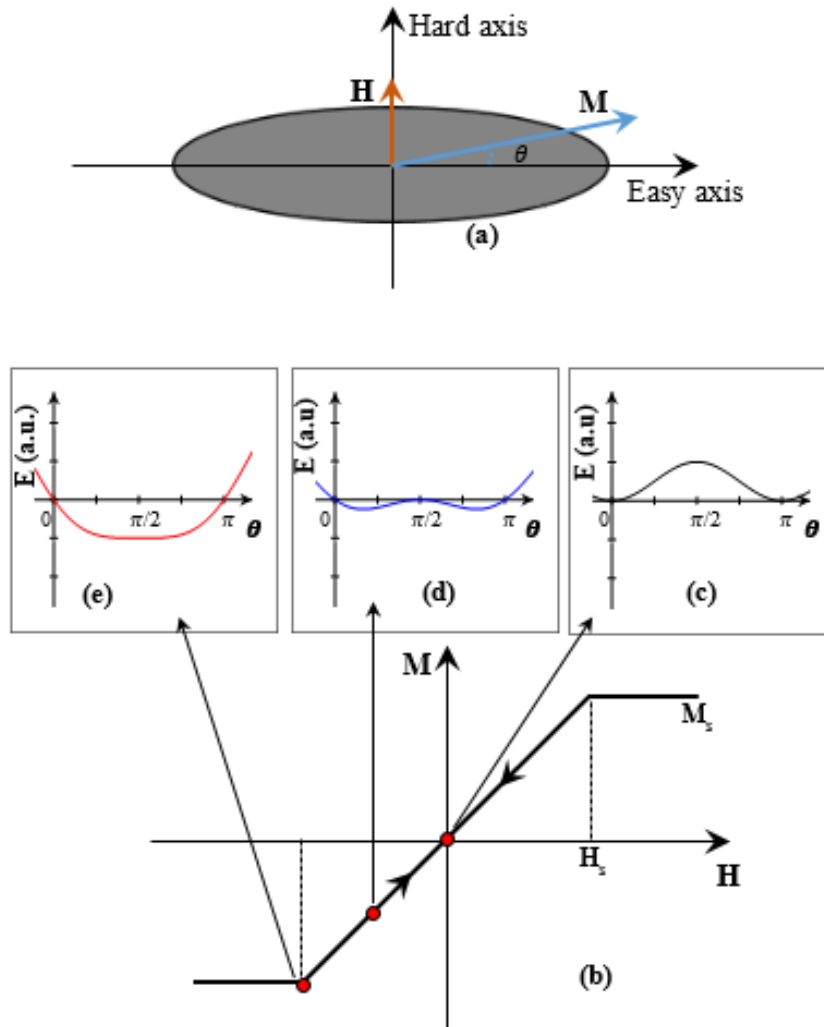 Hard axis
H
M
θ
Easy axis
(a)
E (a.u.)
0
π/2
π
θ
(e)
E (a.u)
0
π/2
π
θ
(d)
E (a.u)
0
π/2
π
θ
(c)
M
Mₛ
Hₛ
H
(b)